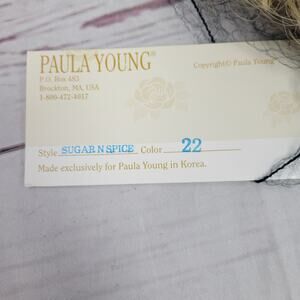 PAULA YOUNG®
Copyright© Paula Young
P.O. Box 483
Brockton, MA, USA
1-800-472-4017
Style SUGAR N SPICE Color 22
Made exclusively for Paula Young in Korea.